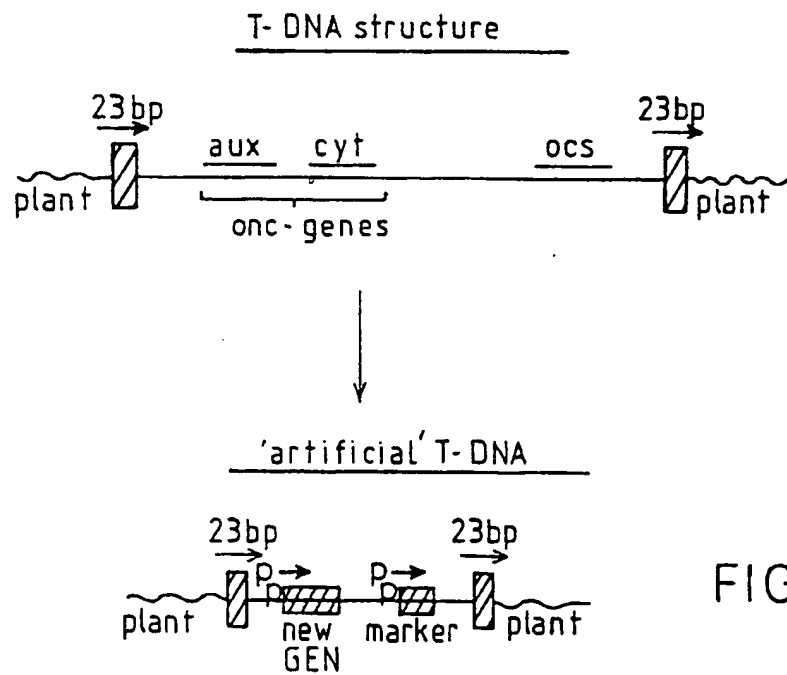 T-DNA structure
23bp 23bp
aux cyt ocs
plant plant
onc-genes
'artificial' T-DNA
23bp 23bp
P P
p p
plant new marker plant
GEN
FIG